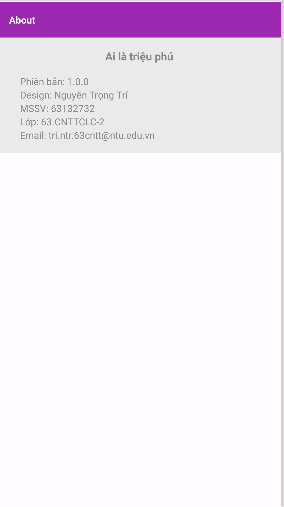 About
Ai là triệu phú
Phiên bản: 1.0.0
Design: Nguyễn Trọng Trí
MSSV: 63132732
Lớp: 63.CNTTCLC-2
Email: tri.ntr.63cntt@ntu.edu.vn